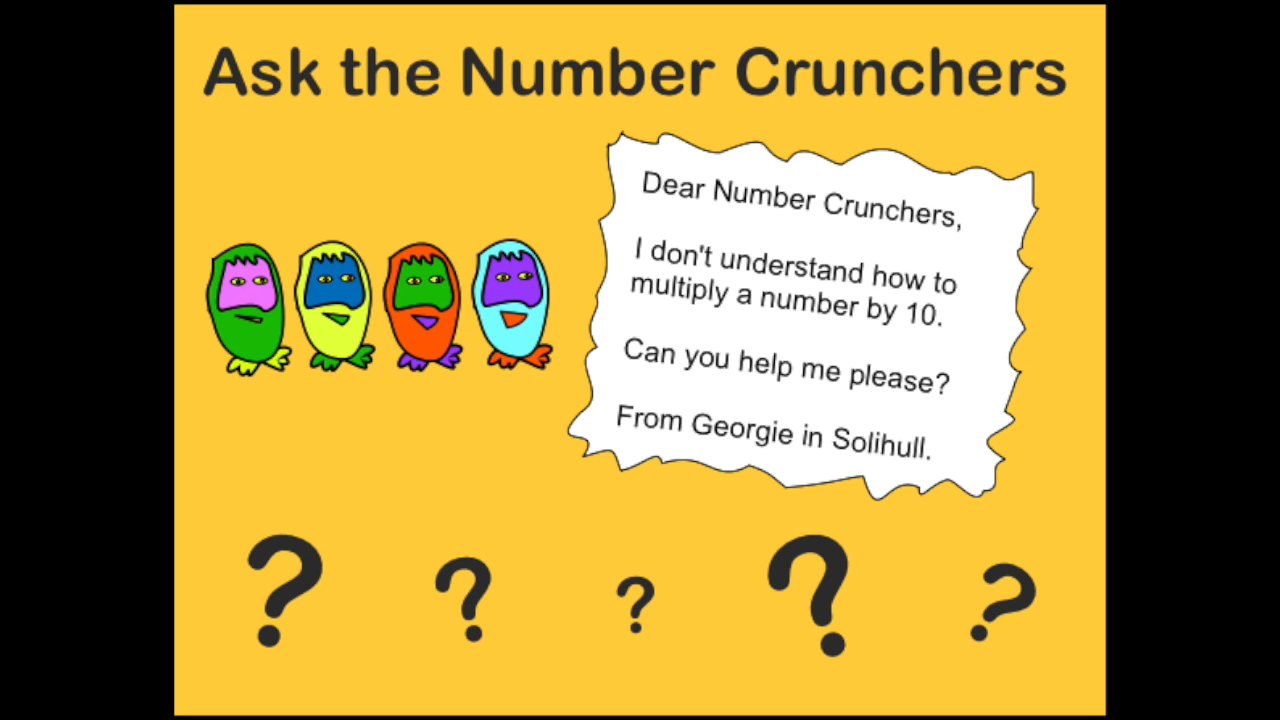 Ask the Number Crunchers
Dear Number Crunchers,
I don't understand how to
multiply a number by 10.
Can you help me please?
From Georgie in Solihull.
? ? ? ? ?